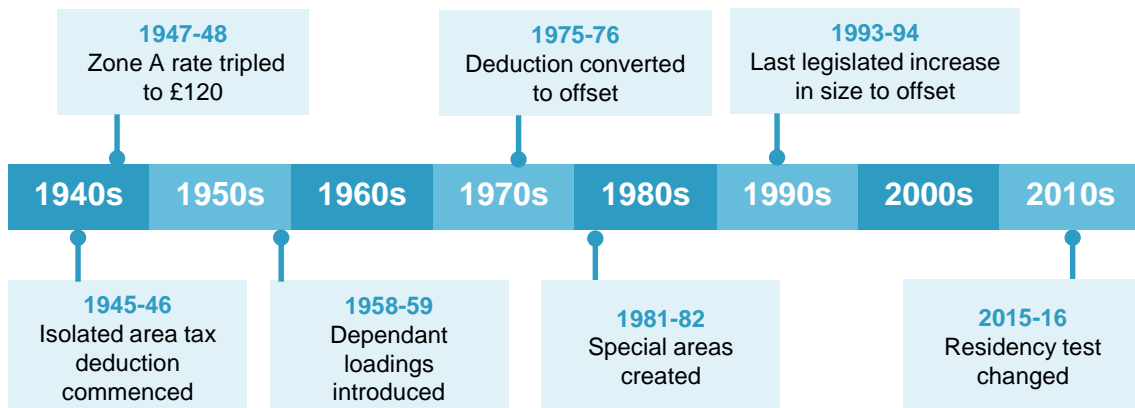 1947-48
Zone A rate tripled
to £120
1975-76
Deduction converted
to offset
1993-94
Last legislated increase
in size to offset
1940s
1950s
1960s
1970s
1980s
1990s
2000s
2010s
1945-46
Isolated area tax
deduction
commenced
1958-59
Dependant
loadings
introduced
1981-82
Special areas
created
2015-16
Residency test
changed